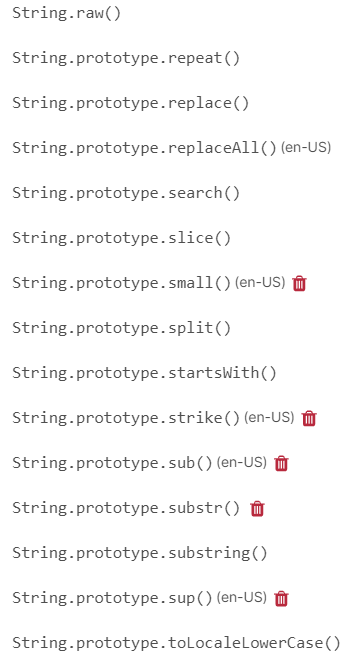 String.raw()
String.prototype.repeat()
String.prototype.replace()
String.prototype.replaceAll() (en-US)
String.prototype.search()
String.prototype.slice()
String.prototype.small() (en-US)
String.prototype.split()
String.prototype.startsWith()
String.prototype.strike() (en-US)
String.prototype.sub() (en-US)
String.prototype.substr()
String.prototype.substring()
String.prototype.sup() (en-US)
String.prototype.toLocaleLowerCase()